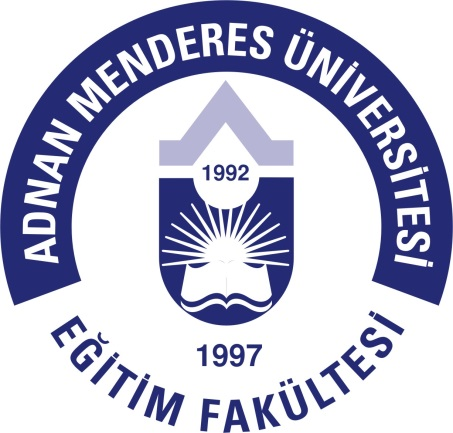 ADNAN MENDERES ÜNİVERSİTESİ
1992
1997
EĞİTİM FAKÜLTESİ